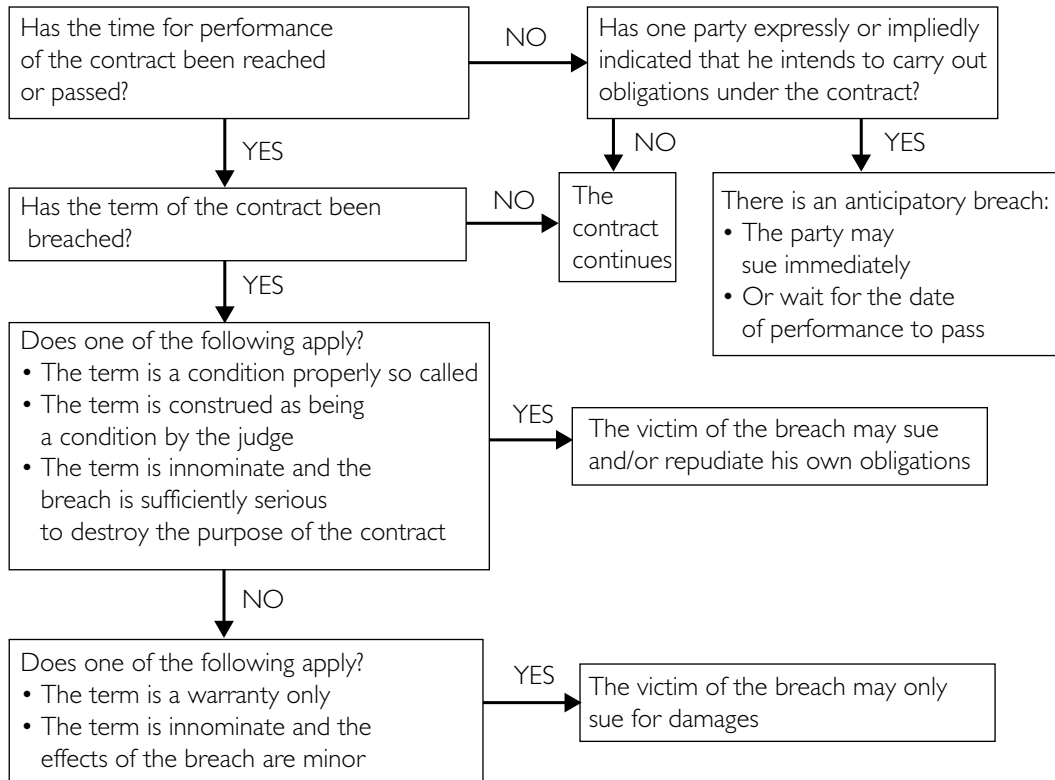 Has the time for performance
of the contract been reached
or passed?
NO
Has one party expressly or impliedly
indicated that he intends to carry out
obligations under the contract?
YES
NO
YES
Has the term of the contract been
breached?
NO
The
contract
continues
There is an anticipatory breach:
• The party may
sue immediately
• Or wait for the date
of performance to pass
YES
Does one of the following apply?
• The term is a condition properly so called
• The term is construed as being
a condition by the judge
• The term is innominate and the
breach is sufficiently serious
to destroy the purpose of the contract
YES
The victim of the breach may sue
and/or repudiate his own obligations
NO
Does one of the following apply?
• The term is a warranty only
• The term is innominate and the
effects of the breach are minor
YES
The victim of the breach may only
sue for damages